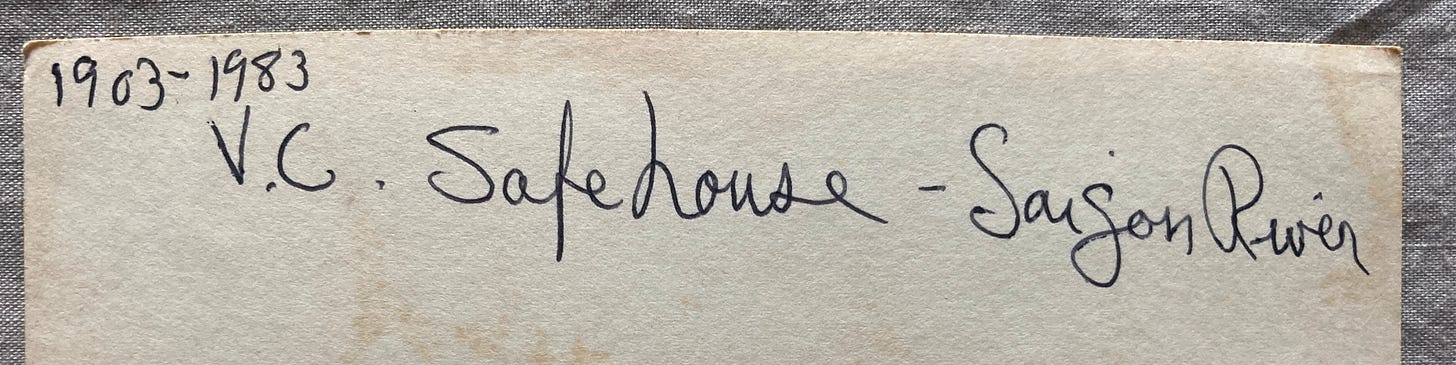 1903-1983
V.C. Safehouse - Saigon River